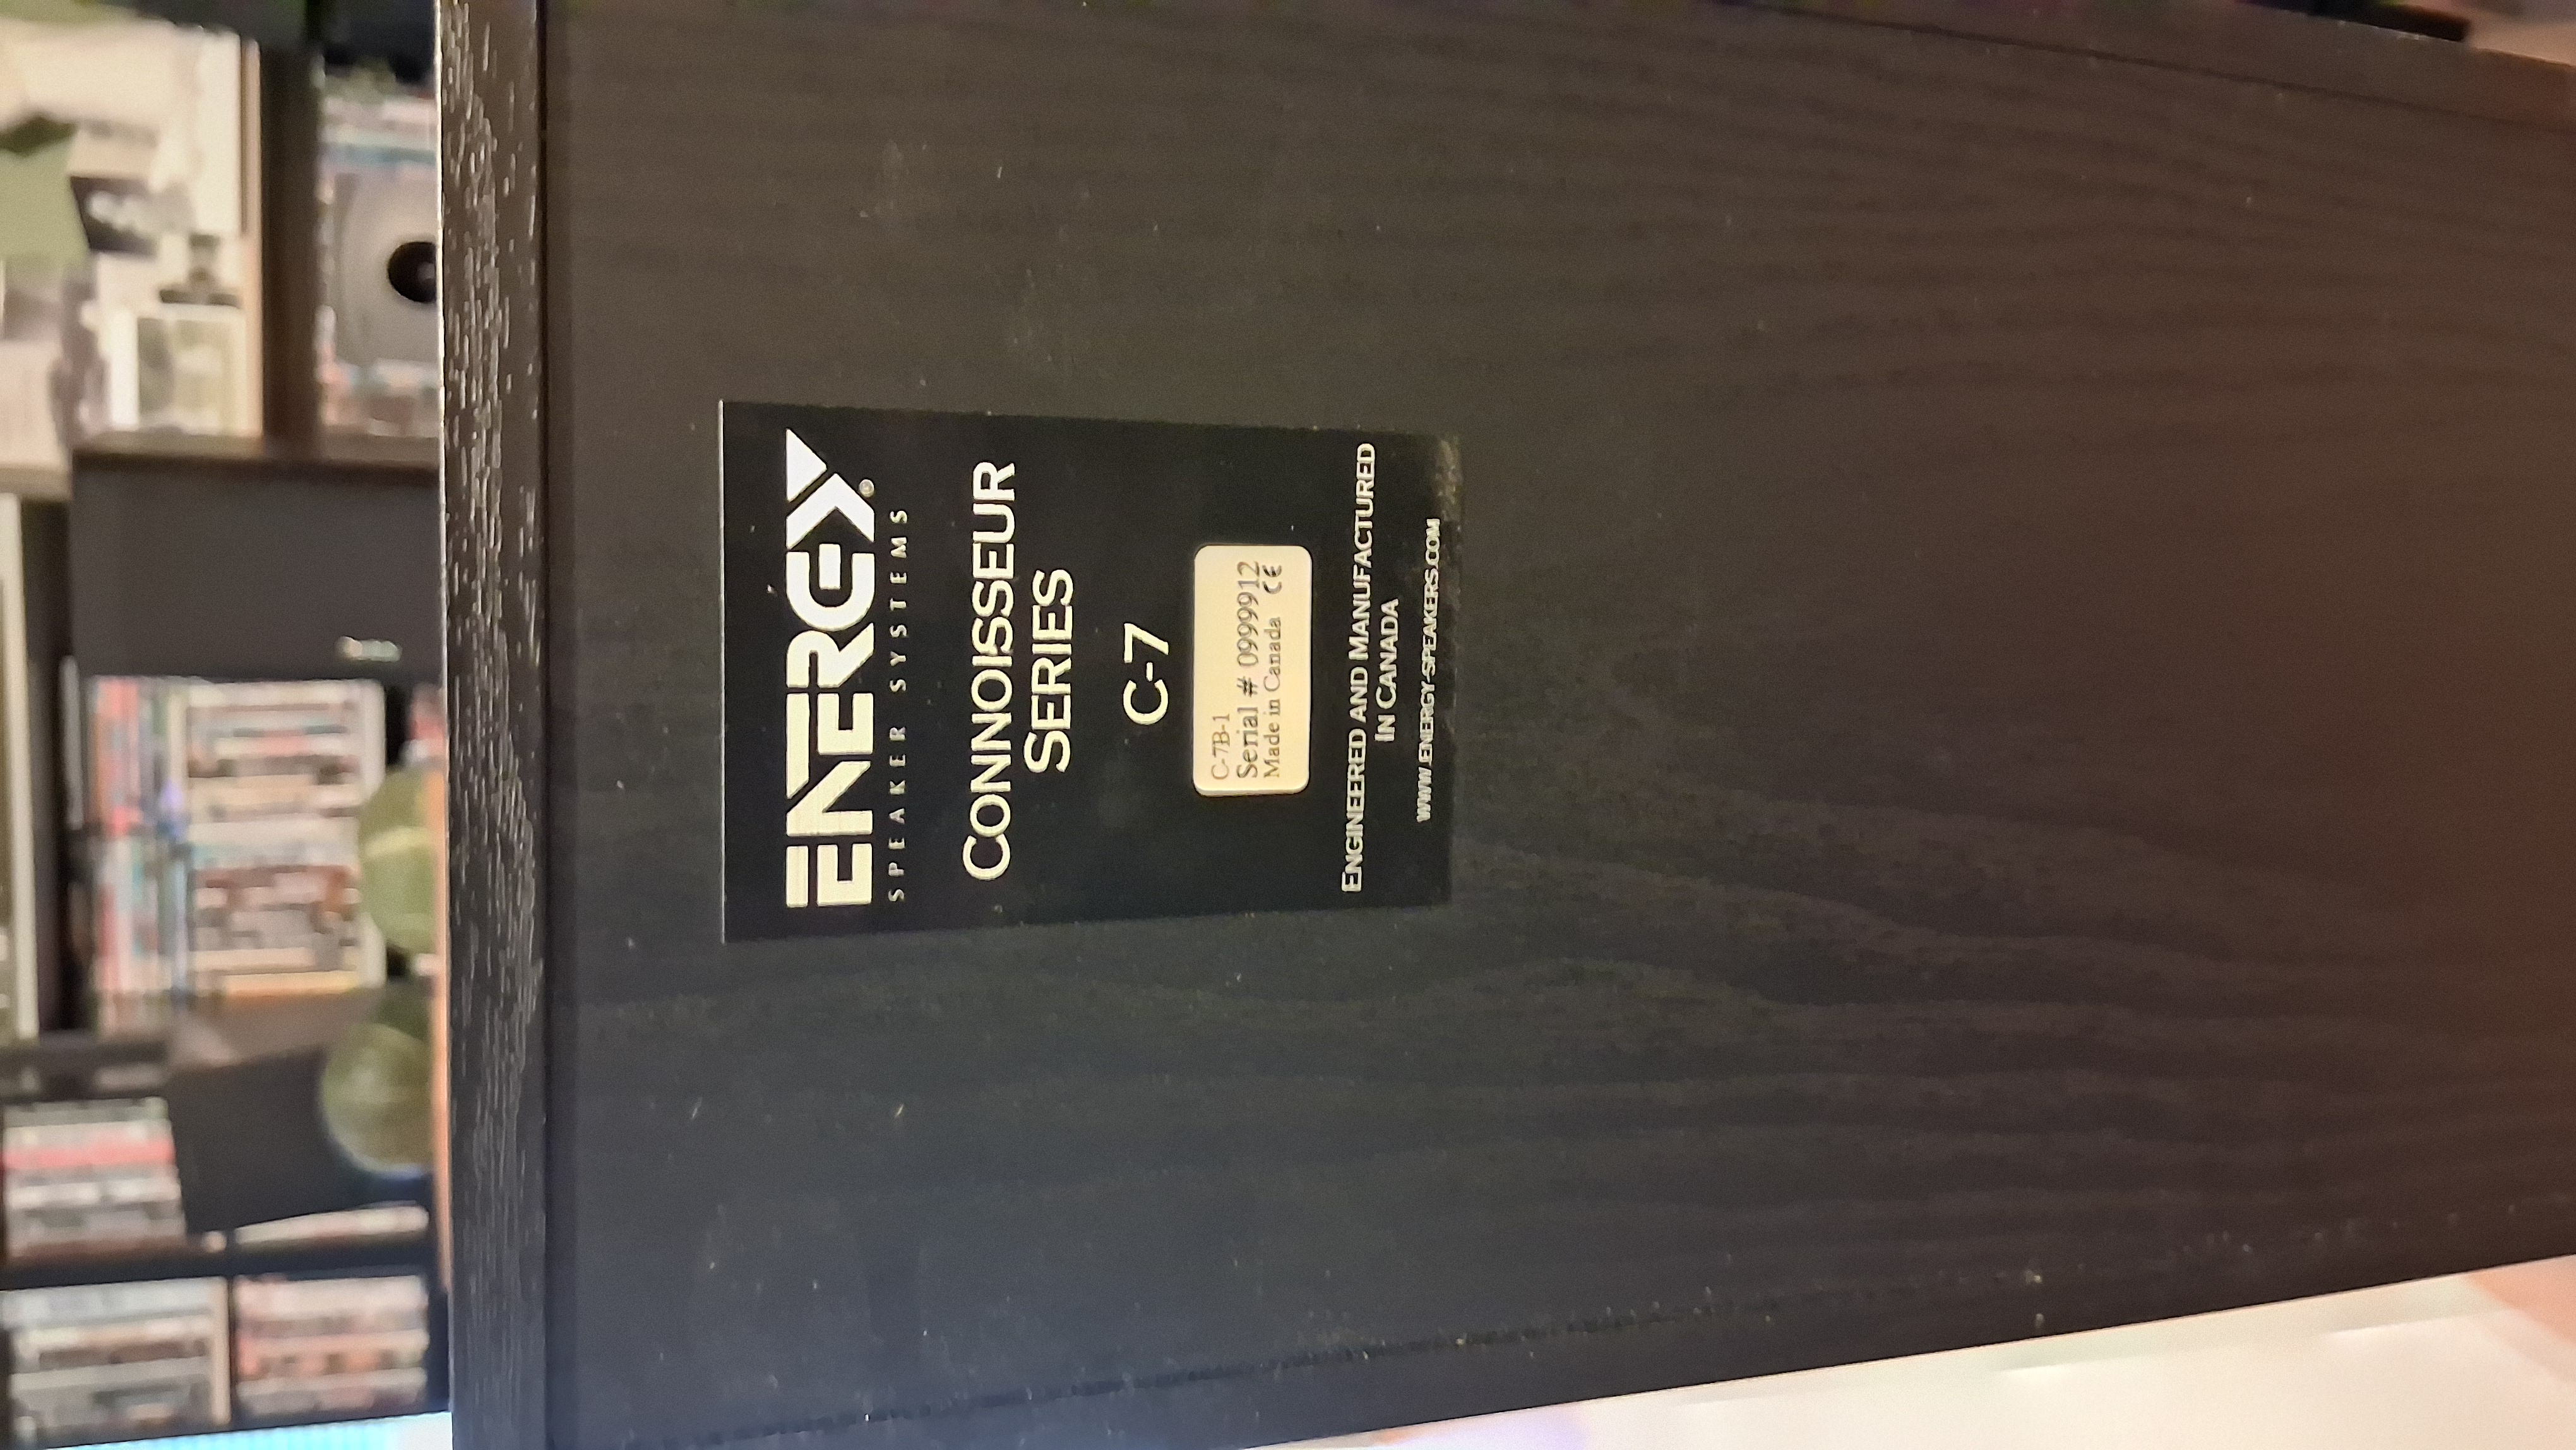 ENERGY®
SPEAKER SYSTEMS
CONNOISSEUR
SERIES
C-7
C-7B-1
Serial # 09999912
Made in Canada CE
ENGINEERED AND MANUFACTURED
IN CANADA
WWW.ENERGY-SPEAKERS.COM